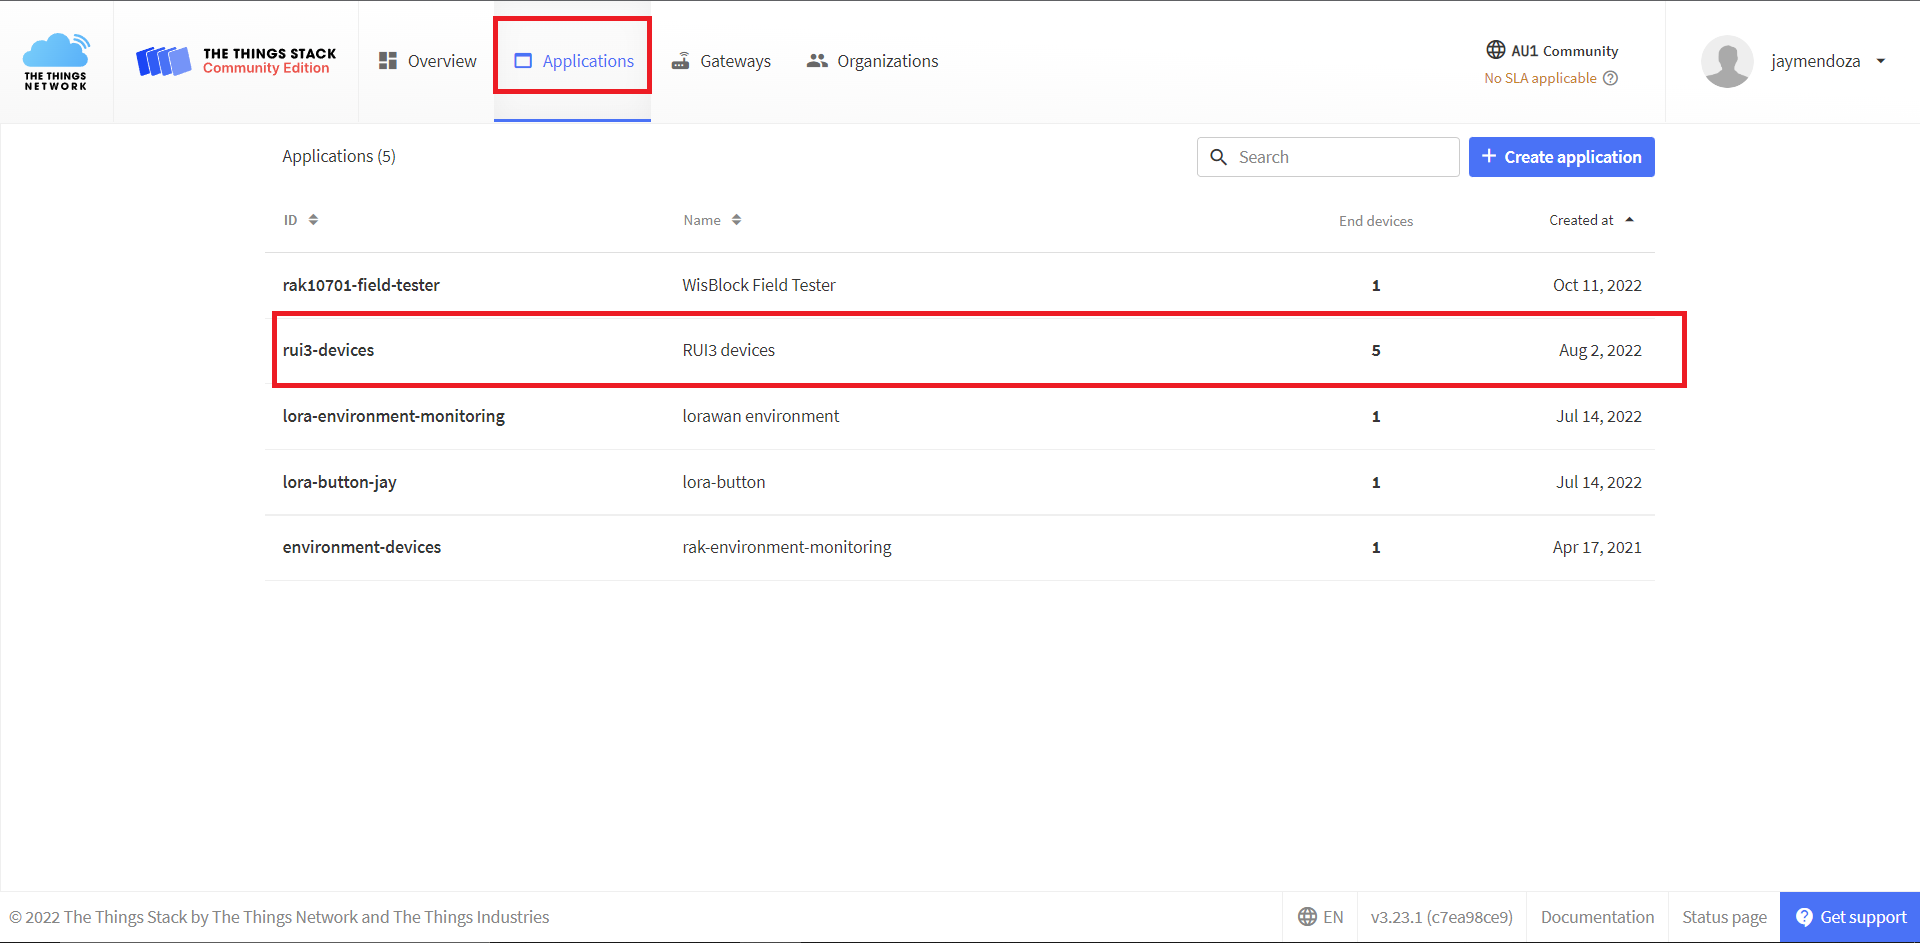 THE THINGS
NETWORK
THE THINGS STACK
Community Edition
Overview
Applications
Gateways
Organizations
AU1 Community
No SLA applicable
jaymendoza
Applications (5)
Search
+ Create application
ID Name End devices Created at
rak10701-field-tester WisBlock Field Tester 1 Oct 11, 2022
rui3-devices RUI3 devices 5 Aug 2, 2022
lora-environment-monitoring lorawan environment 1 Jul 14, 2022
lora-button-jay lora-button 1 Jul 14, 2022
environment-devices rak-environment-monitoring 1 Apr 17, 2021
© 2022 The Things Stack by The Things Network and The Things Industries
EN
v3.23.1 (c7ea98ce9)
Documentation
Status page
Get support